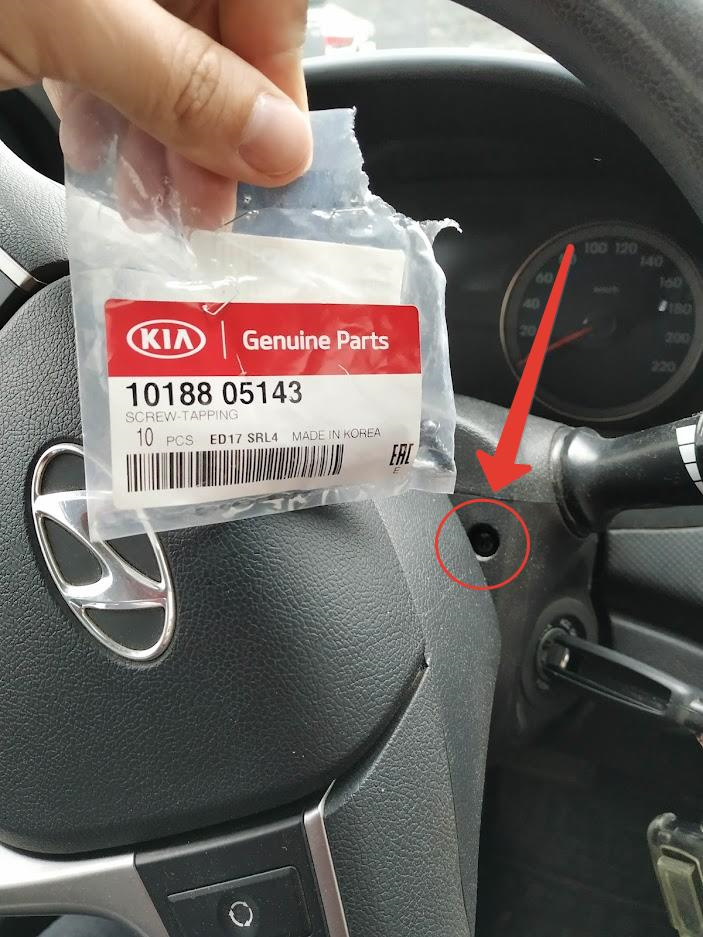 KIA Genuine Parts
10188 05143
SCREW-TAPPING
10 PCS ED17 SRL4 MADE IN KOREA
EAC
E
20
40
60
100
120
140
160
180
200
220
km/h